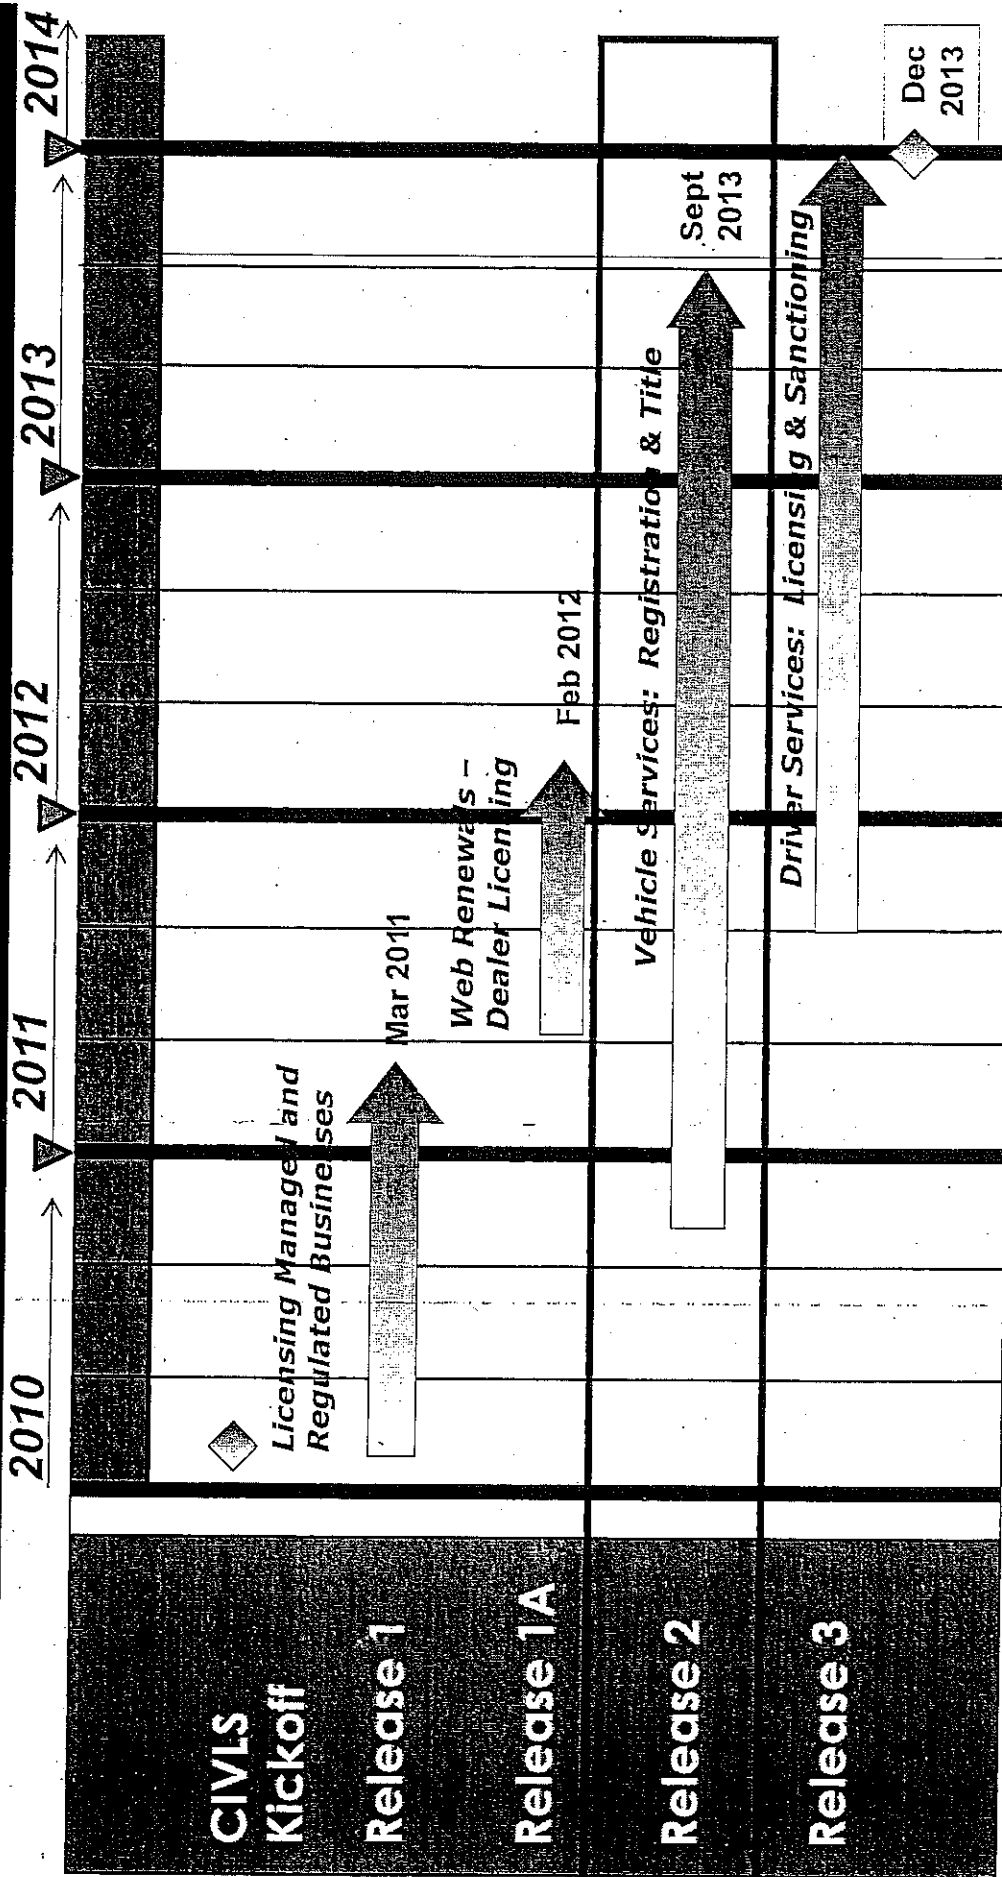 2010
2011
2012
2013
2014
CIVLS
Kickoff
Release 1
Licensing Managed and
Regulated Businesses
Mar 2011
Release 1A
Web Renewals –
Dealer Licensing
Feb 2012
Release 2
Vehicle Services: Registration & Title
Sept
2013
Release 3
Driver Services: Licensing & Sanctioning
Dec
2013